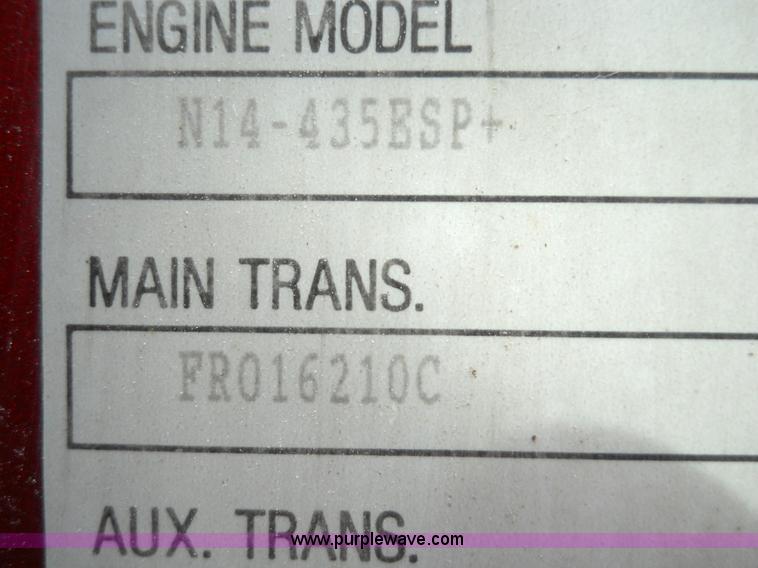 ENGINE MODEL
N14-435ESP+
MAIN TRANS.
FRO16210C
AUX. TRANS.
www.purplewave.com